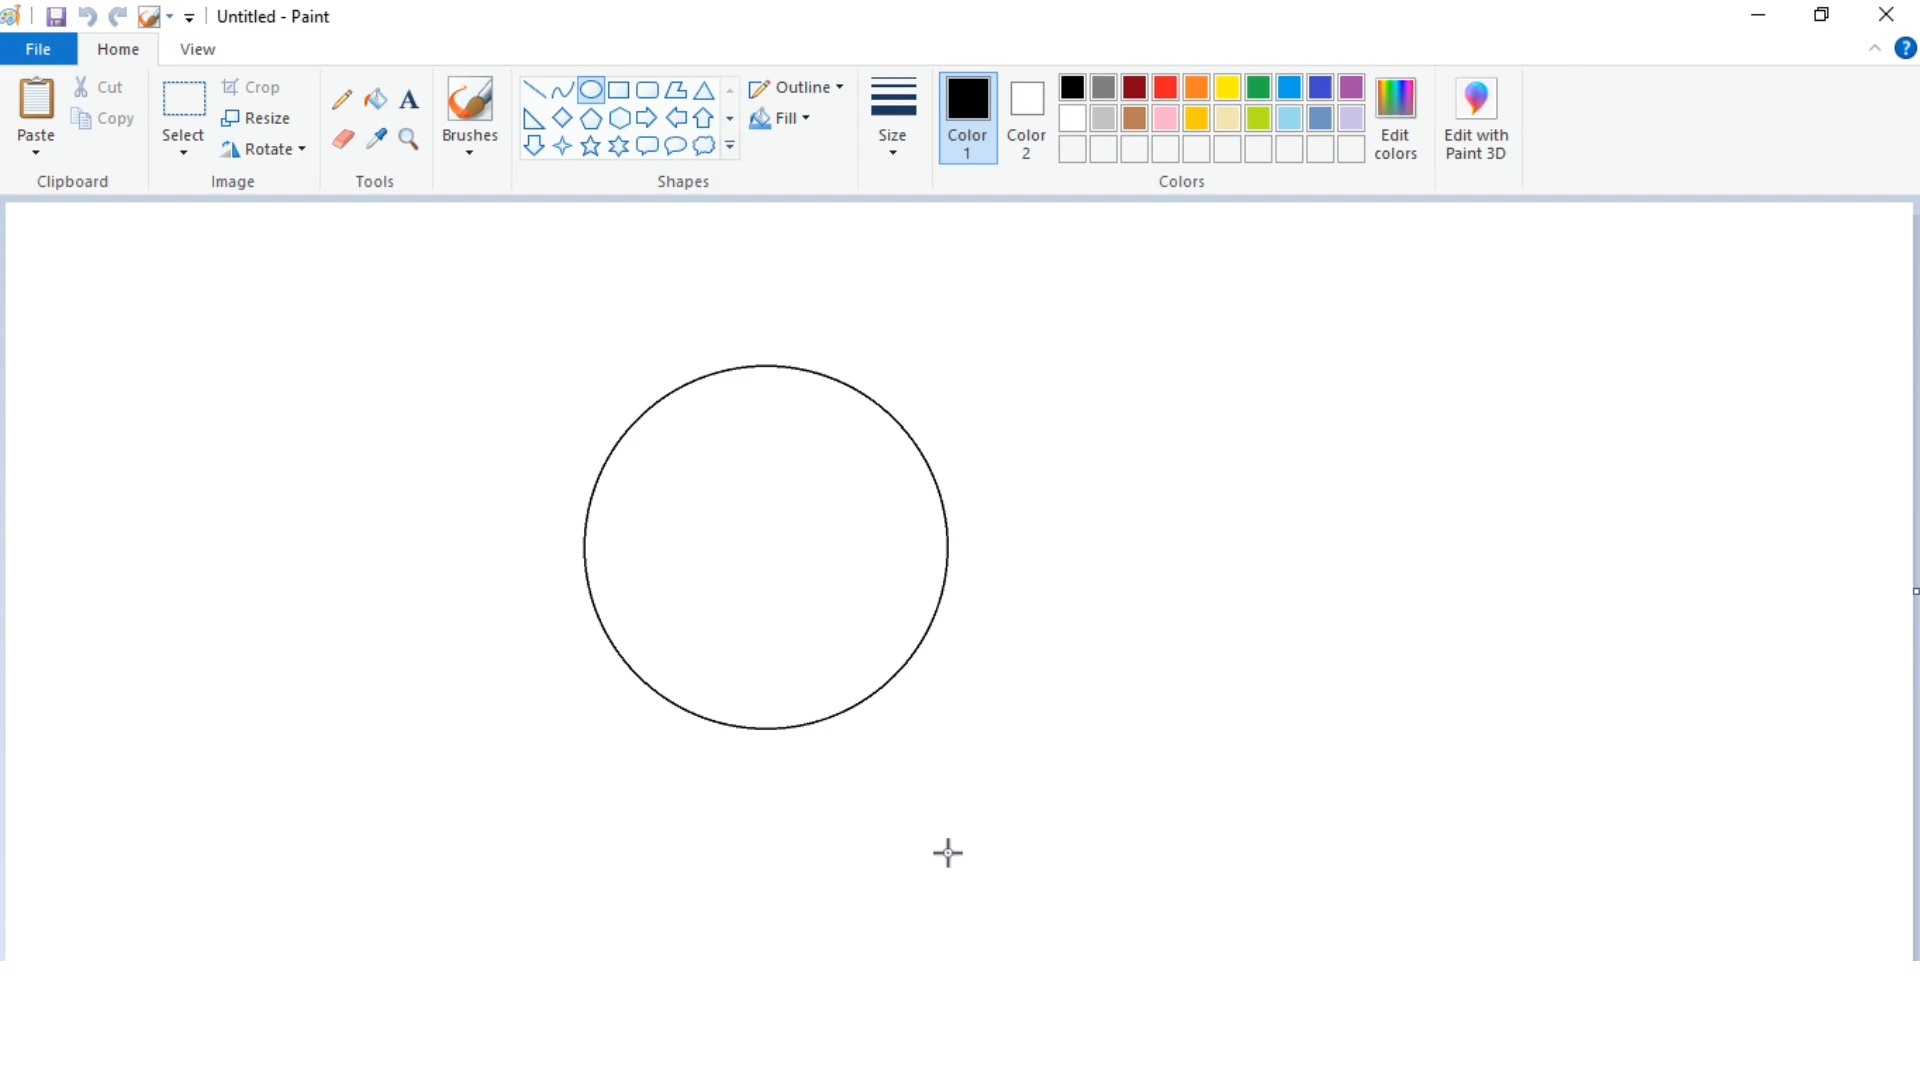 Untitled - Paint
File Home View
Paste
Cut
Copy
Clipboard
Select
Crop
Resize
Rotate
Image
A
Tools
Brushes
Shapes
Outline
Fill
Size
Color
1
Color
2
Colors
Edit
colors
Edit with
Paint 3D
?